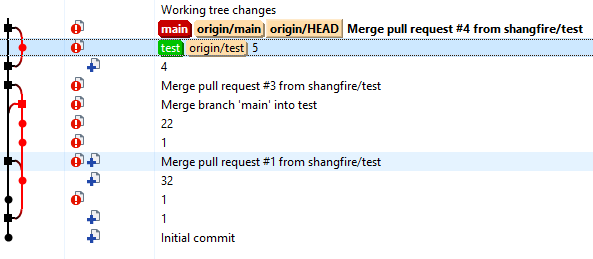 Working tree changes
main origin/main origin/HEAD Merge pull request #4 from shangfire/test
test origin/test 5
4
Merge pull request #3 from shangfire/test
Merge branch 'main' into test
22
1
Merge pull request #1 from shangfire/test
32
1
1
Initial commit